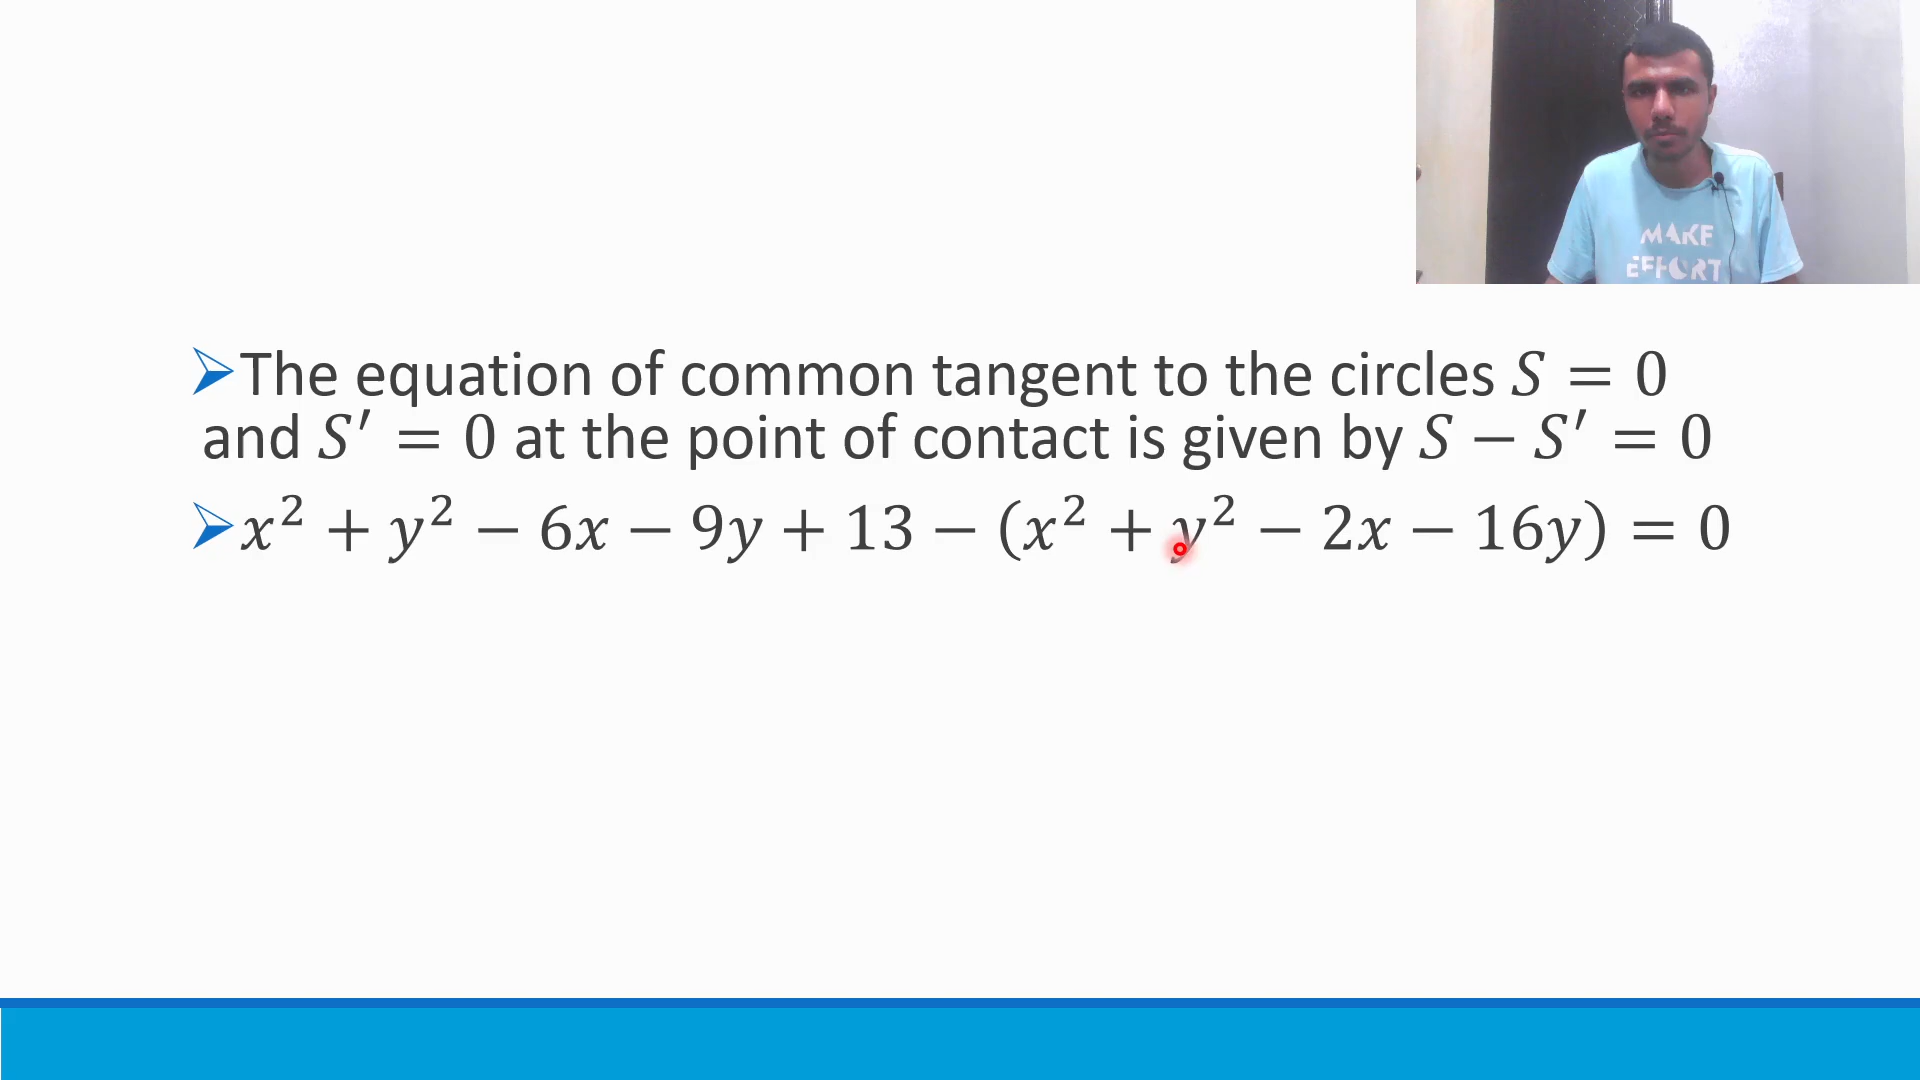 MAKE
EFFORT
➤The equation of common tangent to the circles 𝑆 = 0
and 𝑆′ = 0 at the point of contact is given by 𝑆 − 𝑆′ = 0
➤𝑥² + 𝑦² − 6𝑥 − 9𝑦 + 13 − (𝑥² + 𝑦² − 2𝑥 − 16𝑦) = 0